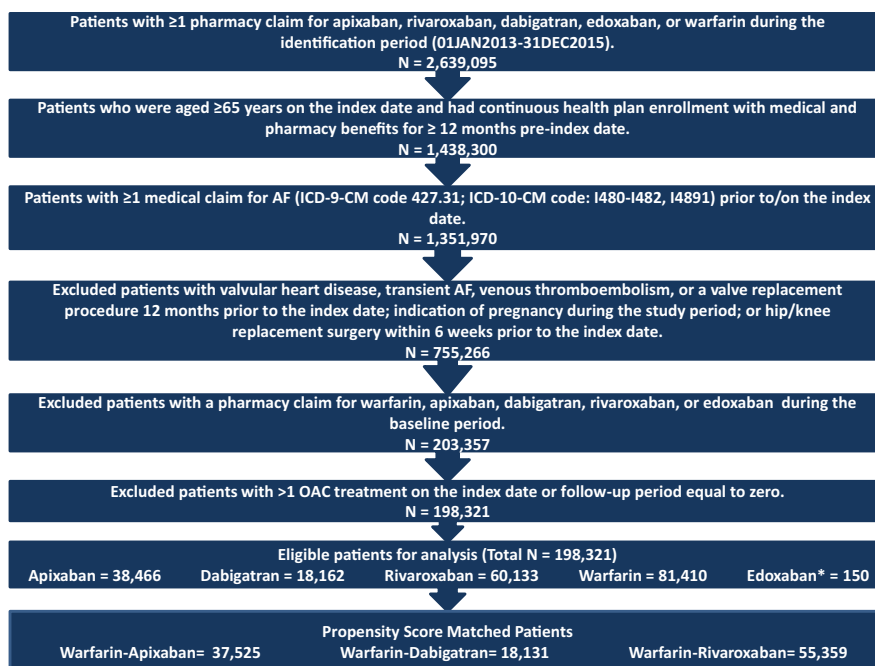 Patients with ≥1 pharmacy claim for apixaban, rivaroxaban, dabigatran, edoxaban, or warfarin during the
identification period (01JAN2013-31DEC2015).
N = 2,639,095
Patients who were aged ≥65 years on the index date and had continuous health plan enrollment with medical and
pharmacy benefits for ≥ 12 months pre-index date.
N = 1,438,300
Patients with ≥1 medical claim for AF (ICD-9-CM code 427.31; ICD-10-CM code: I480-I482, I4891) prior to/on the index
date.
N = 1,351,970
Excluded patients with valvular heart disease, transient AF, venous thromboembolism, or a valve replacement
procedure 12 months prior to the index date; indication of pregnancy during the study period; or hip/knee
replacement surgery within 6 weeks prior to the index date.
N = 755,266
Excluded patients with a pharmacy claim for warfarin, apixaban, dabigatran, rivaroxaban, or edoxaban during the
baseline period.
N = 203,357
Excluded patients with >1 OAC treatment on the index date or follow-up period equal to zero.
N = 198,321
Eligible patients for analysis (Total N = 198,321)
Apixaban = 38,466 Dabigatran = 18,162 Rivaroxaban = 60,133 Warfarin = 81,410 Edoxaban* = 150
Propensity Score Matched Patients
Warfarin-Apixaban= 37,525 Warfarin-Dabigatran= 18,131 Warfarin-Rivaroxaban= 55,359